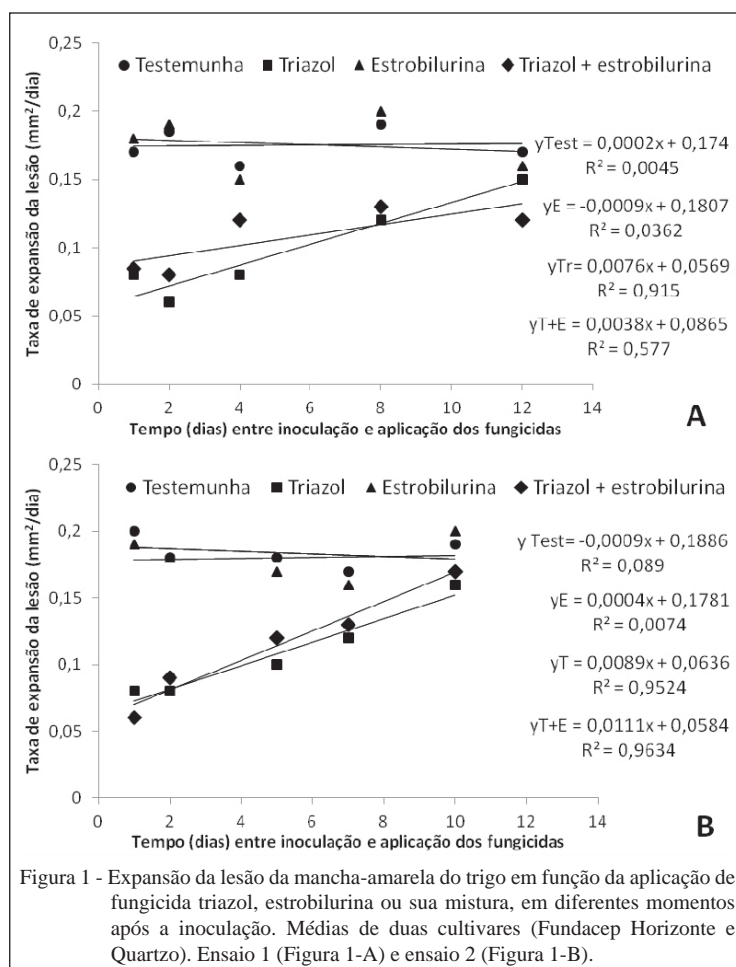 0,25
0,2
0,15
0,1
0,05
0
Taxa de expansão da lesão (mm²/dia)
Testemunha Triazol Estrobilurina Triazol + estrobilurina
yTest = 0,0002x + 0,174
R² = 0,0045
yE = -0,0009x + 0,1807
R² = 0,0362
yTr= 0,0076x + 0,0569
R² = 0,915
yT+E = 0,0038x + 0,0865
R² = 0,577
0 2 4 6 8 10 12 14
Tempo (dias) entre inoculação e aplicação dos fungicidas
A
0,25
0,2
0,15
0,1
0,05
0
Taxa de expansão da lesão (mm²/dia)
Testemunha Triazol Estrobilurina Triazol + estrobilurina
y Test= -0,0009x + 0,1886
R² = 0,089
yE = 0,0004x + 0,1781
R² = 0,0074
yT = 0,0089x + 0,0636
R² = 0,9524
yT+E = 0,0111x + 0,0584
R² = 0,9634
0 2 4 6 8 10 12 14
Tempo (dias) entre inoculação e aplicação dos fungicidas
B
Figura 1 - Expansão da lesão da mancha-amarela do trigo em função da aplicação de
fungicida triazol, estrobilurina ou sua mistura, em diferentes momentos
após a inoculação. Médias de duas cultivares (Fundacep Horizonte e
Quartzo). Ensaio 1 (Figura 1-A) e ensaio 2 (Figura 1-B).